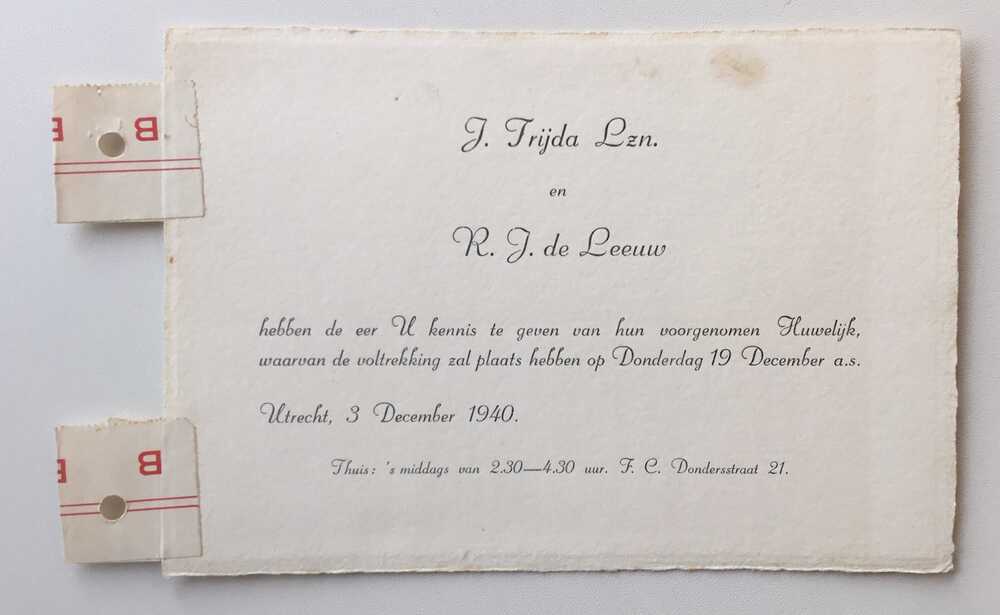 J. Frijda Lzn.
en
R. J. de Leeuw
hebben de eer U kennis te geven van hun voorgenomen Huwelijk,
waarvan de voltrekking zal plaats hebben op Donderdag 19 December a.s.
Utrecht, 3 December 1940.
Thuis: 's middags van 2.30—4.30 uur. F. C. Dondersstraat 21.
B
B